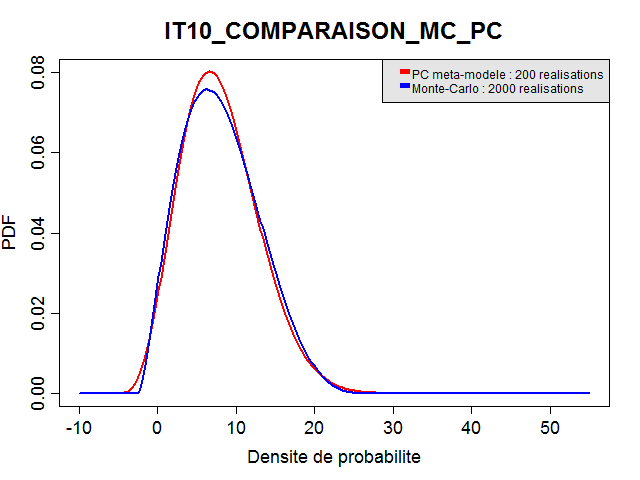 IT10_COMPARAISON_MC_PC
PC meta-modele : 200 realisations
Monte-Carlo : 2000 realisations
PDF
0.08
0.06
0.04
0.02
0.00
-10 0 10 20 30 40 50
Densite de probabilite